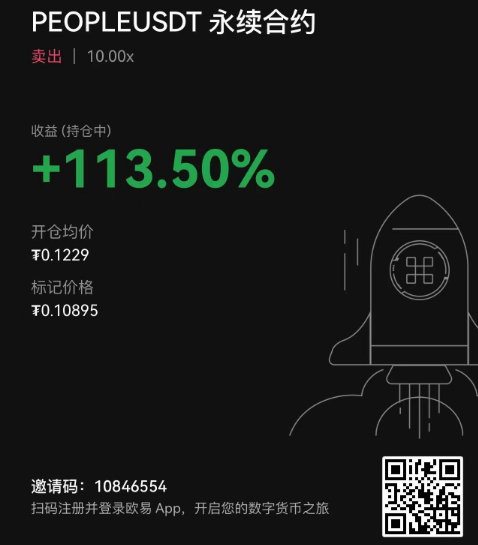 PEOPLEUSDT 永续合约
卖出 | 10.00x
收益 (持仓中)
+113.50%
开仓均价
₮0.1229
标记价格
₮0.10895
邀请码：10846554
扫码注册并登录欧易 App，开启您的数字货币之旅